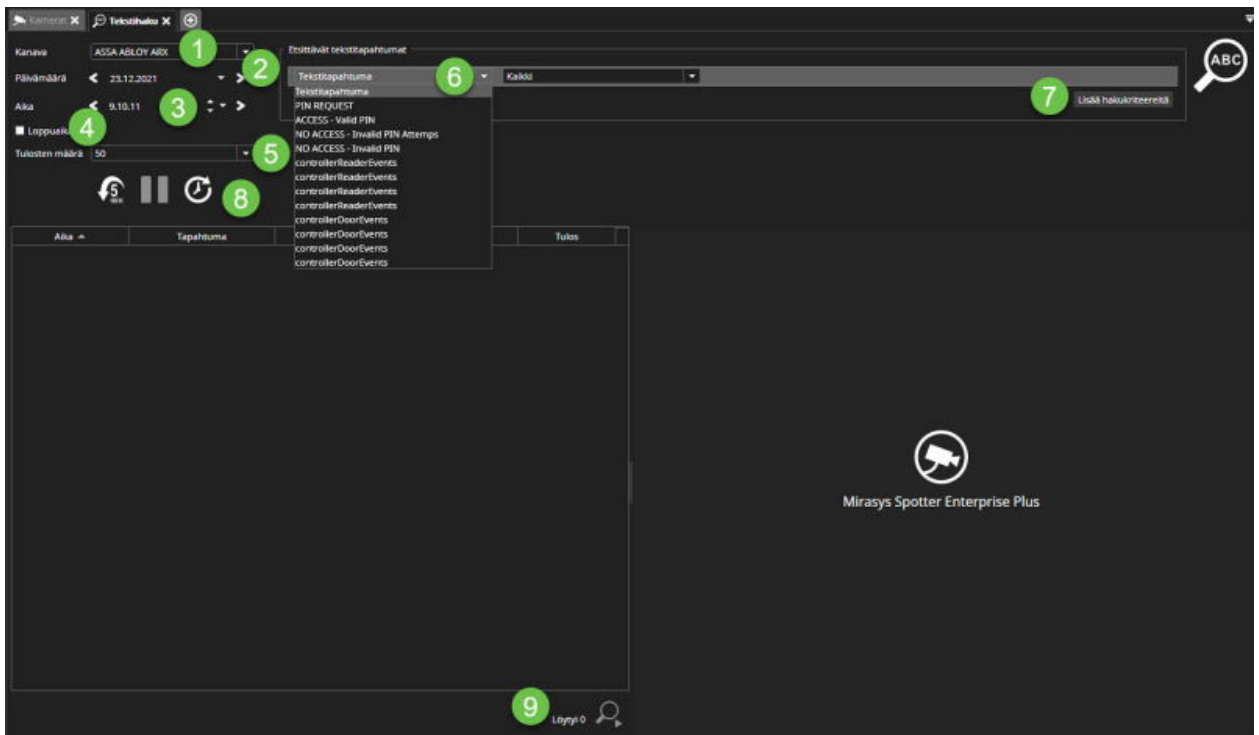 Kamerat
Tekstihaku
Kanava
ASSA ABLOY ARX
1
Päivämäärä
23.12.2021
2
Aika
9.10.11
3
4
Tulosten määrä
50
5
Etsittävät tekstitapahtumat
Tekstitapahtuma
6
Kaikki
Tekstitapahtuma
PIN REQUEST
ACCESS - Valid PIN
NO ACCESS - Invalid PIN Attemps
NO ACCESS - Invalid PIN
controllerReaderEvents
controllerReaderEvents
controllerReaderEvents
controllerReaderEvents
controllerDoorEvents
controllerDoorEvents
controllerDoorEvents
controllerDoorEvents
7
Lisää hakukriteereitä
ABC
5
8
Aika
Tapahtuma
Tulos
Mirasys Spotter Enterprise Plus
9
Löytyi 0